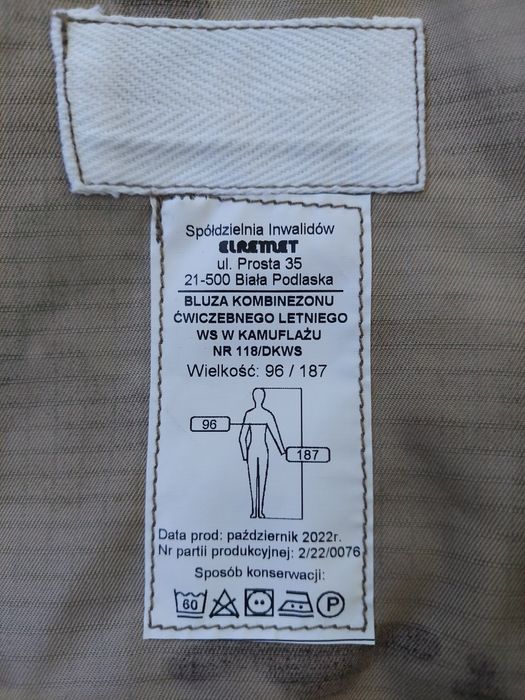 Spółdzielnia Inwalidów
ELREMET
ul. Prosta 35
21-500 Biała Podlaska
BLUZA KOMBINEZONU
ĆWICZEBNEGO LETNIEGO
WS W KAMUFLAŻU
NR 118/DKWS
Wielkość: 96 / 187
96
187
Data prod: październik 2022r.
Nr partii produkcyjnej: 2/22/0076
Sposób konserwacji:
60 P